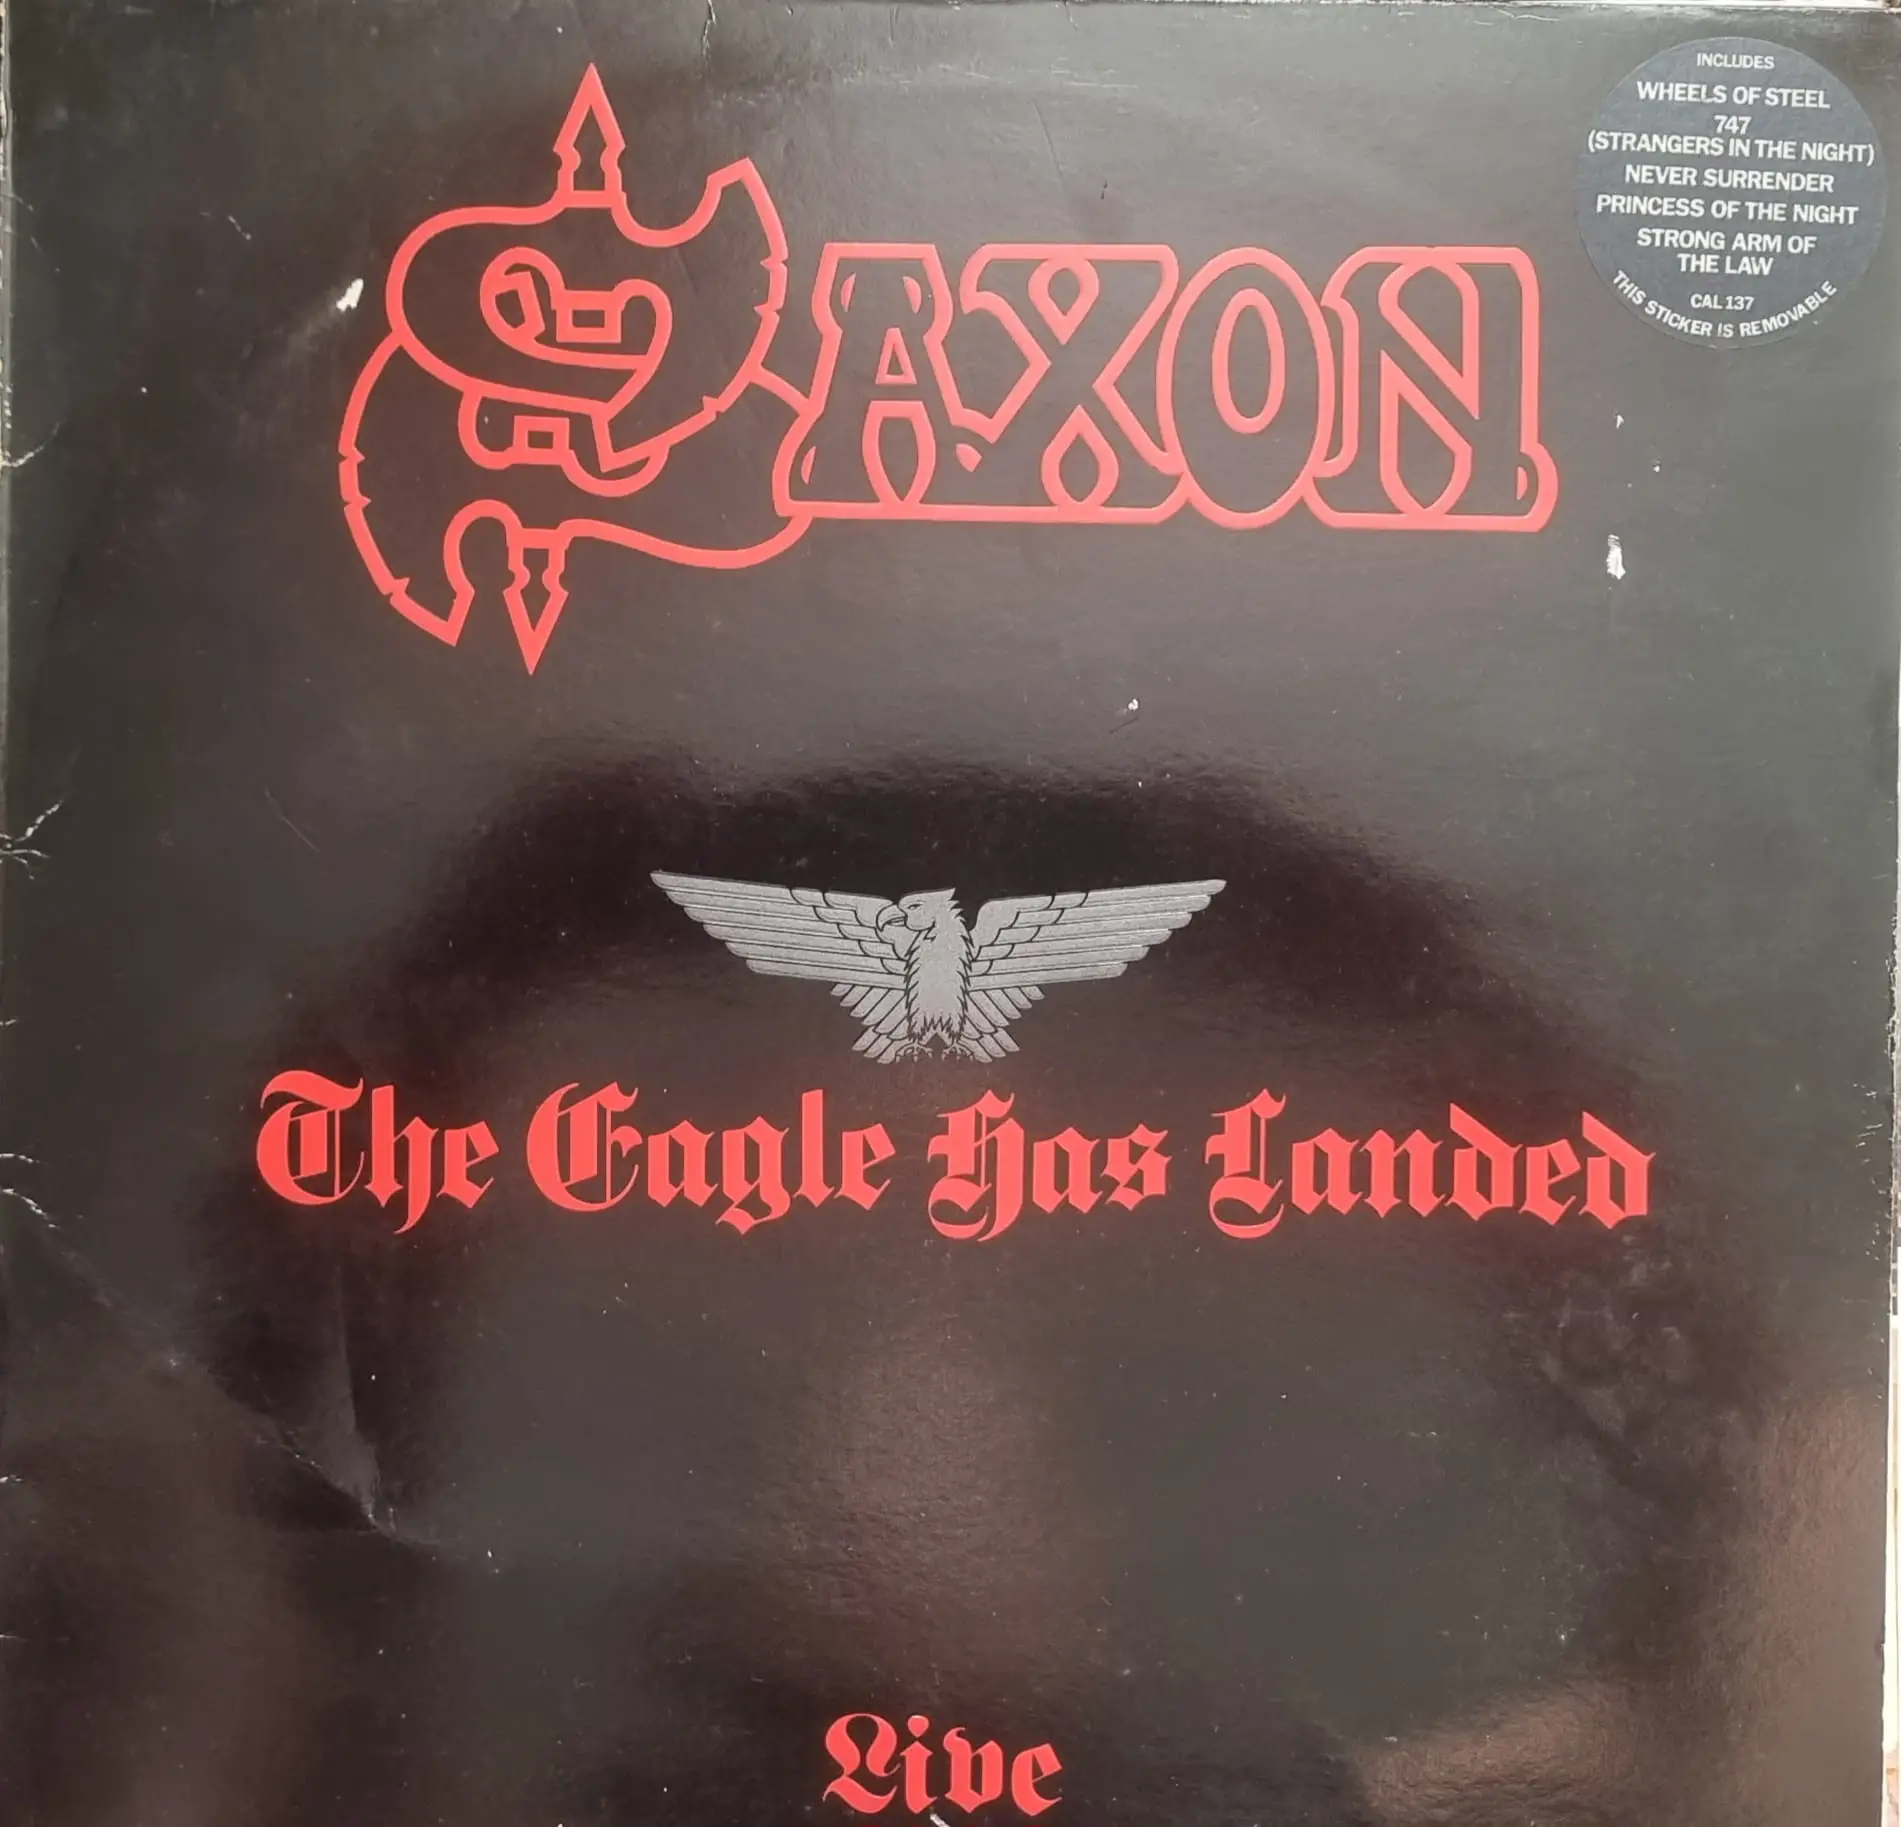 SAXON
INCLUDES
WHEELS OF STEEL
747
(STRANGERS IN THE NIGHT)
NEVER SURRENDER
PRINCESS OF THE NIGHT
STRONG ARM OF
THE LAW
CAL 137
THIS STICKER IS REMOVABLE
The Eagle Has Landed
Live